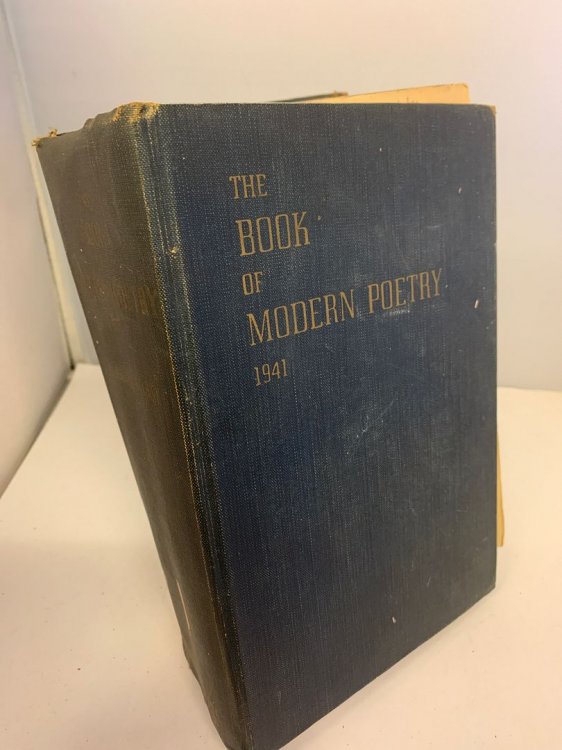 THE
BOOK
OF
MODERN POETRY
1941